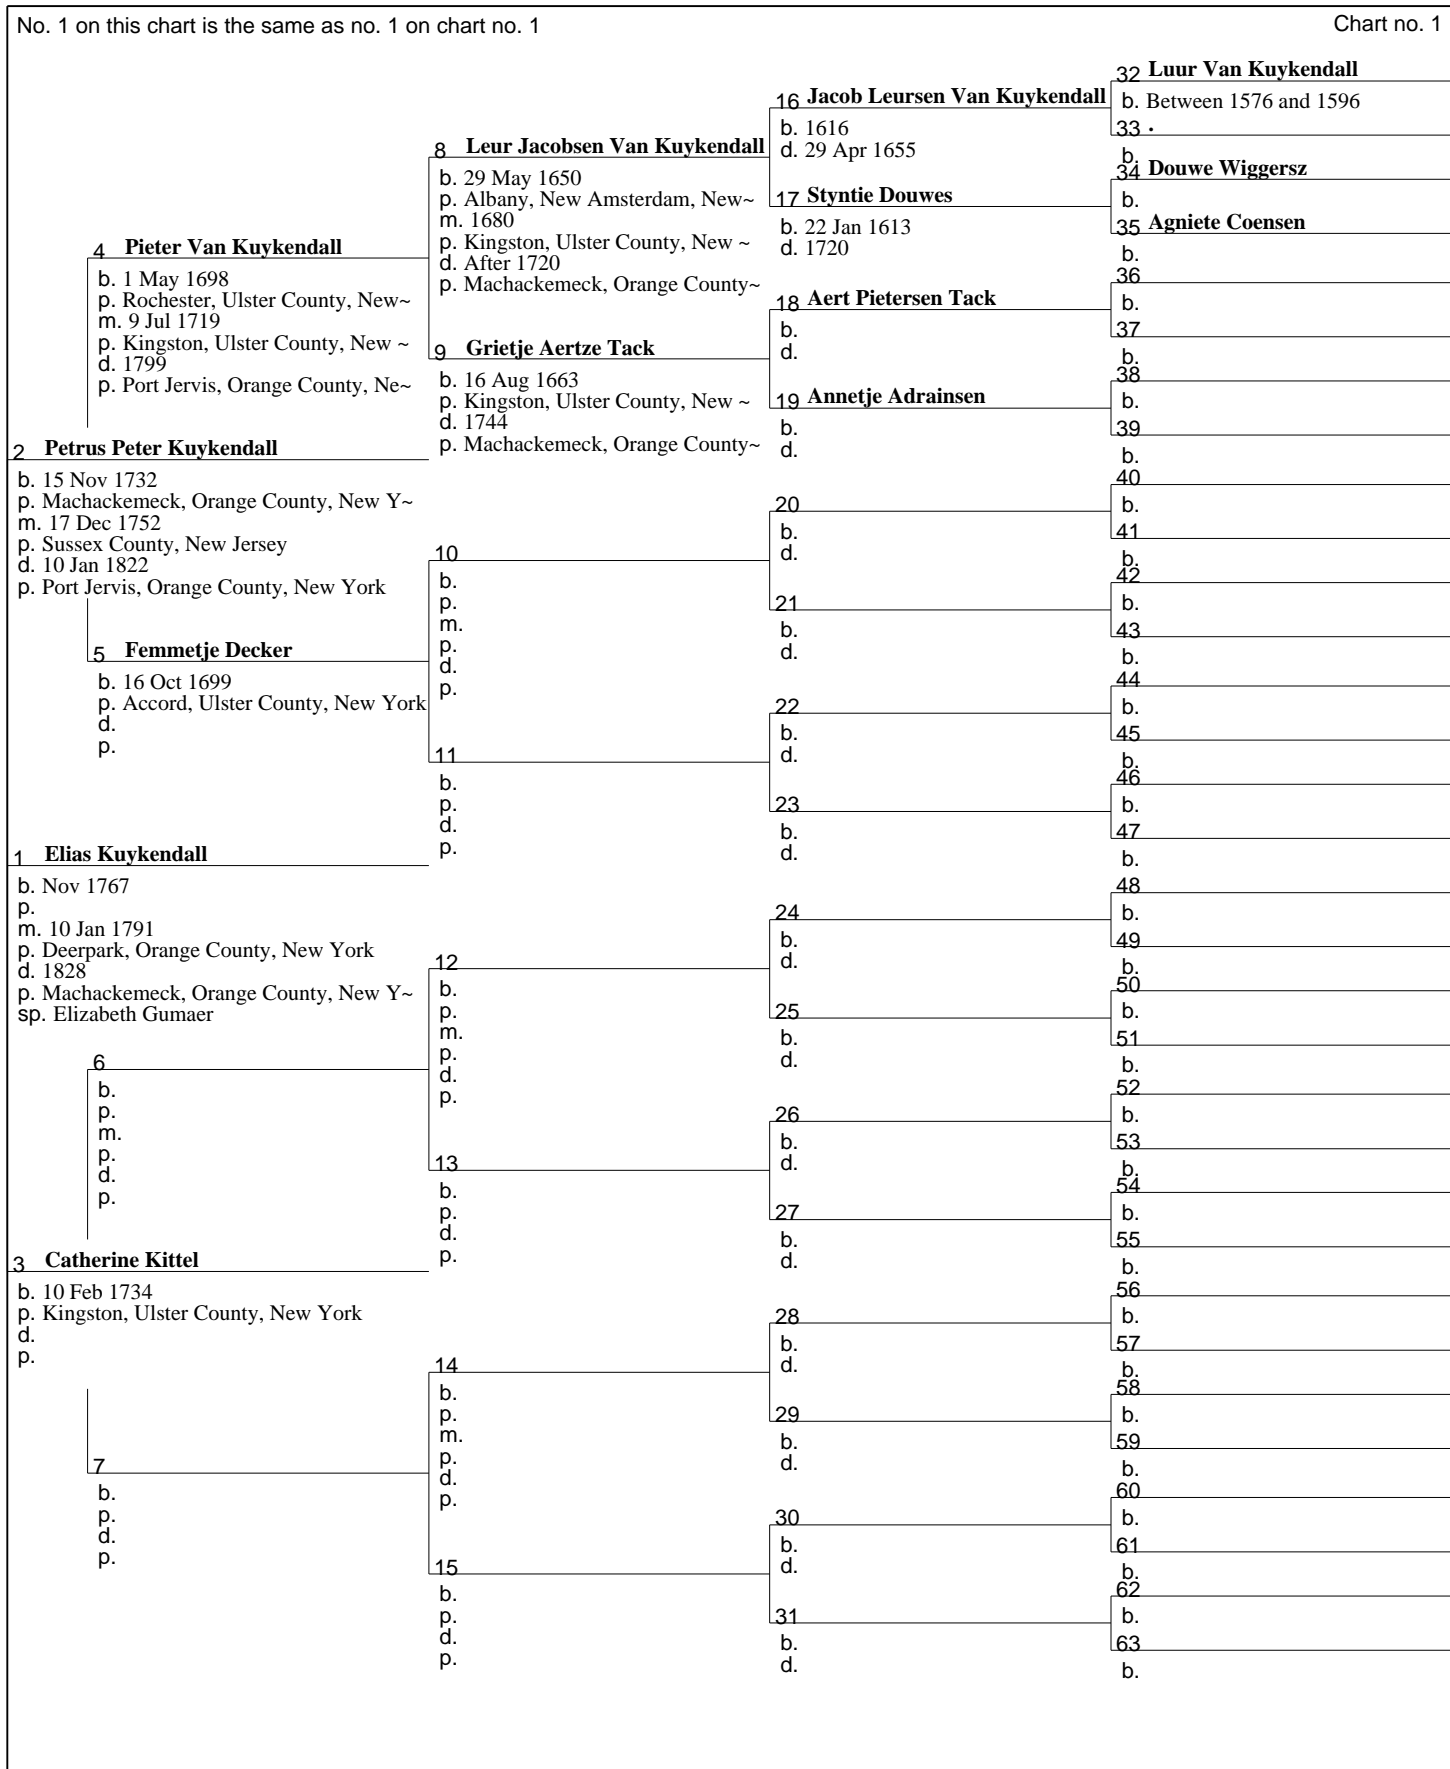 No. 1 on this chart is the same as no. 1 on chart no. 1
Chart no. 1
1 Elias Kuykendall
b. Nov 1767
p.
m. 10 Jan 1791
p. Deerpark, Orange County, New York
d. 1828
p. Machackemeck, Orange County, New Y~
sp. Elizabeth Gumaer
2 Petrus Peter Kuykendall
b. 15 Nov 1732
p. Machackemeck, Orange County, New Y~
m. 17 Dec 1752
p. Sussex County, New Jersey
d. 10 Jan 1822
p. Port Jervis, Orange County, New York
3 Catherine Kittel
b. 10 Feb 1734
p. Kingston, Ulster County, New York
d.
p.
4 Pieter Van Kuykendall
b. 1 May 1698
p. Rochester, Ulster County, New~
m. 9 Jul 1719
p. Kingston, Ulster County, New ~
d. 1799
p. Port Jervis, Orange County, Ne~
5 Femmetje Decker
b. 16 Oct 1699
p. Accord, Ulster County, New York
d.
p.
6
b.
p.
m.
p.
d.
p.
7
b.
p.
d.
p.
8 Leur Jacobsen Van Kuykendall
b. 29 May 1650
p. Albany, New Amsterdam, New~
m. 1680
p. Kingston, Ulster County, New ~
d. After 1720
p. Machackemeck, Orange County~
9 Grietje Aertze Tack
b. 16 Aug 1663
p. Kingston, Ulster County, New ~
d. 1744
p. Machackemeck, Orange County~
10
b.
p.
m.
p.
d.
p.
11
b.
p.
d.
p.
12
b.
p.
m.
p.
d.
p.
13
b.
p.
d.
p.
14
b.
p.
m.
p.
d.
p.
15
b.
p.
d.
p.
16 Jacob Leursen Van Kuykendall
b. 1616
d. 29 Apr 1655
17 Styntie Douwes
b. 22 Jan 1613
d. 1720
18 Aert Pietersen Tack
b.
d.
19 Annetje Adrainsen
b.
d.
20
b.
d.
21
b.
d.
22
b.
d.
23
b.
d.
24
b.
d.
25
b.
d.
26
b.
d.
27
b.
d.
28
b.
d.
29
b.
d.
30
b.
d.
31
b.
d.
32 Luur Van Kuykendall
b. Between 1576 and 1596
33 .
b.
34 Douwe Wiggersz
b.
35 Agniete Coensen
b.
36
b.
37
b.
38
b.
39
b.
40
b.
41
b.
42
b.
43
b.
44
b.
45
b.
46
b.
47
b.
48
b.
49
b.
50
b.
51
b.
52
b.
53
b.
54
b.
55
b.
56
b.
57
b.
58
b.
59
b.
60
b.
61
b.
62
b.
63
b.